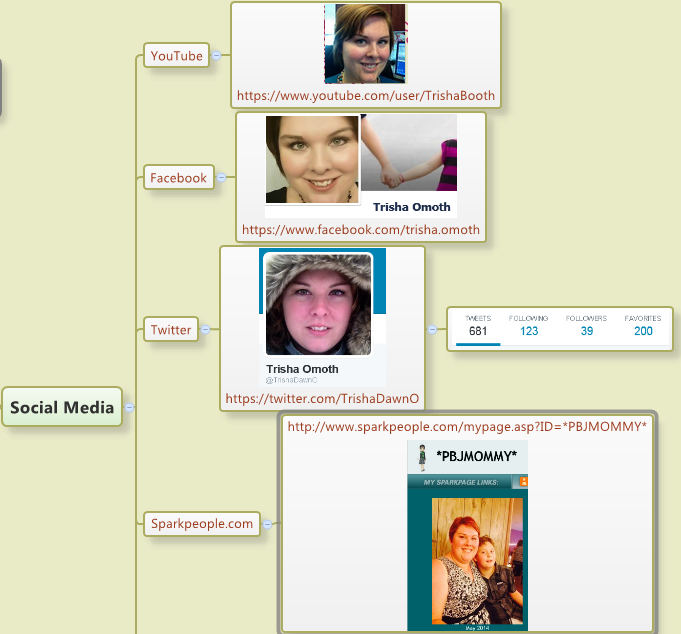 YouTube
https://www.youtube.com/user/TrishaBooth
Facebook
Trisha Omoth
https://www.facebook.com/trisha.omoth
Twitter
Trisha Omoth
@TrishaDawnO
https://twitter.com/TrishaDawnO
TWEETS FOLLOWING FOLLOWERS FAVORITES
681 123 39 200
Social Media
http://www.sparkpeople.com/mypage.asp?ID=*PBJMOMMY*
*PBJMOMMY*
MY SPARKPAGE LINKS:
Sparkpeople.com
May 2014